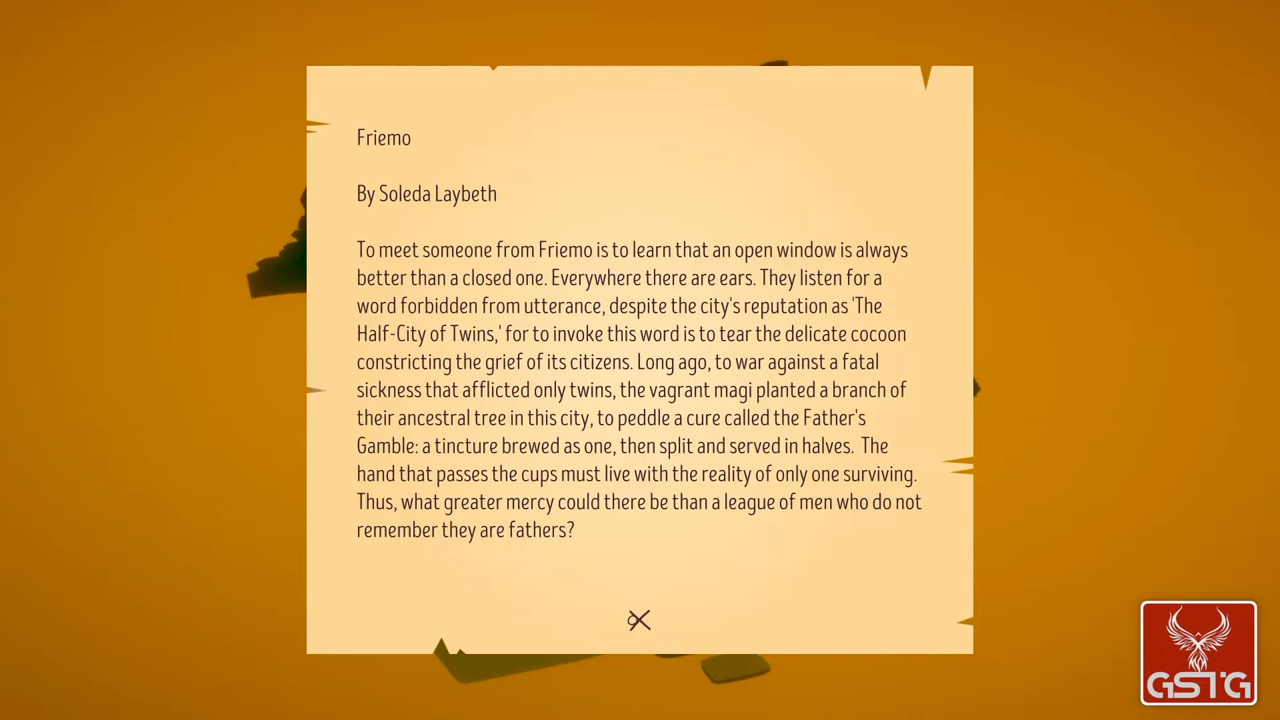 Friemo
By Soleda Laybeth
To meet someone from Friemo is to learn that an open window is always
better than a closed one. Everywhere there are ears. They listen for a
word forbidden from utterance, despite the city's reputation as 'The
Half-City of Twins,' for to invoke this word is to tear the delicate cocoon
constricting the grief of its citizens. Long ago, to war against a fatal
sickness that afflicted only twins, the vagrant magi planted a branch of
their ancestral tree in this city, to peddle a cure called the Father's
Gamble: a tincture brewed as one, then split and served in halves.  The
hand that passes the cups must live with the reality of only one surviving.
Thus, what greater mercy could there be than a league of men who do not
remember they are fathers?
GSTG